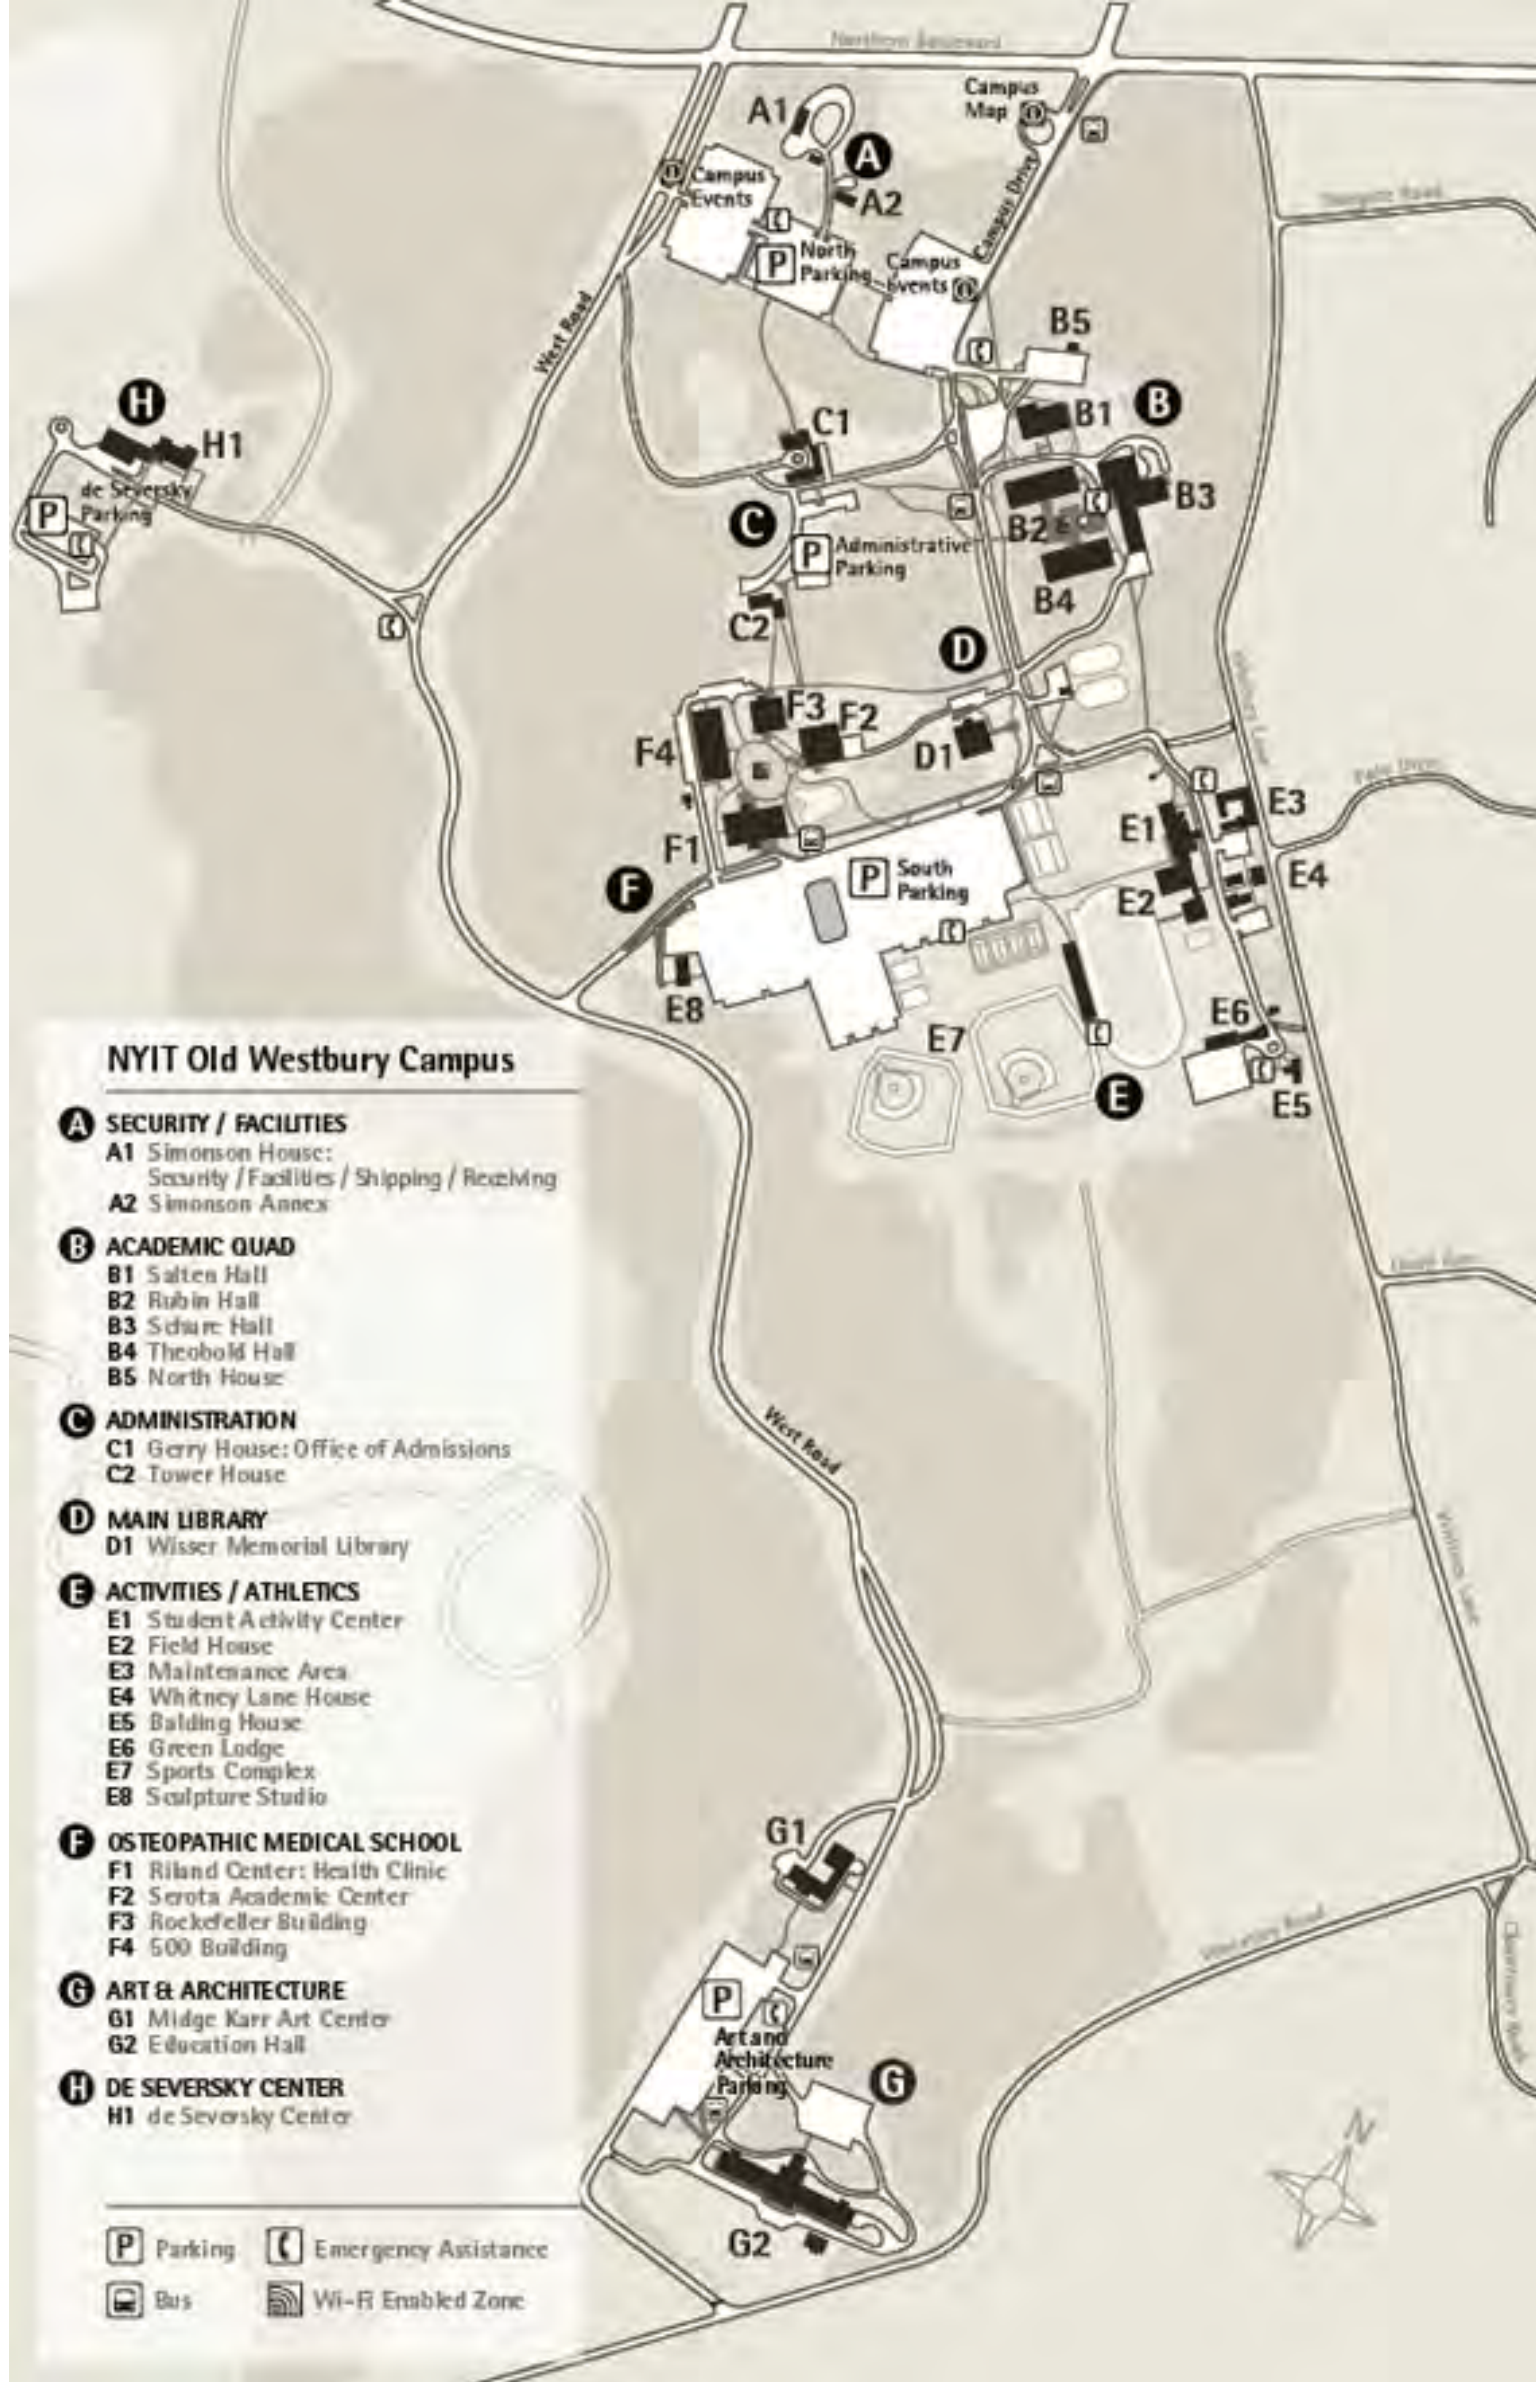 Northern Boulevard
A1
Campus
Map
A
Campus
Events
A2
Campus Drive
P
North
Parking
Campus
Events
West Road
B5
H
H1
C1
B1
B
de Seversky
Parking
P
B3
C
B2
P
Administrative
Parking
B4
C2
D
F3
F2
F4
D1
E3
E1
F1
P
South
Parking
E4
F
E2
E8
E7
E6
E
E5
West Road
Whitney Lane
G1
P
Art and
Architecture
Parking
G
G2
N
NYIT Old Westbury Campus
A SECURITY / FACILITIES
A1 Simonson House:
Security / Facilities / Shipping / Receiving
A2 Simonson Annex
B ACADEMIC QUAD
B1 Salten Hall
B2 Rubin Hall
B3 Schure Hall
B4 Theobold Hall
B5 North House
C ADMINISTRATION
C1 Gerry House: Office of Admissions
C2 Tower House
D MAIN LIBRARY
D1 Wisser Memorial Library
E ACTIVITIES / ATHLETICS
E1 Student Activity Center
E2 Field House
E3 Maintenance Area
E4 Whitney Lane House
E5 Balding House
E6 Green Lodge
E7 Sports Complex
E8 Sculpture Studio
F OSTEOPATHIC MEDICAL SCHOOL
F1 Riland Center: Health Clinic
F2 Serota Academic Center
F3 Rockefeller Building
F4 500 Building
G ART & ARCHITECTURE
G1 Midge Karr Art Center
G2 Education Hall
H DE SEVERSKY CENTER
H1 de Seversky Center
P Parking
Emergency Assistance
Bus
Wi-Fi Enabled Zone